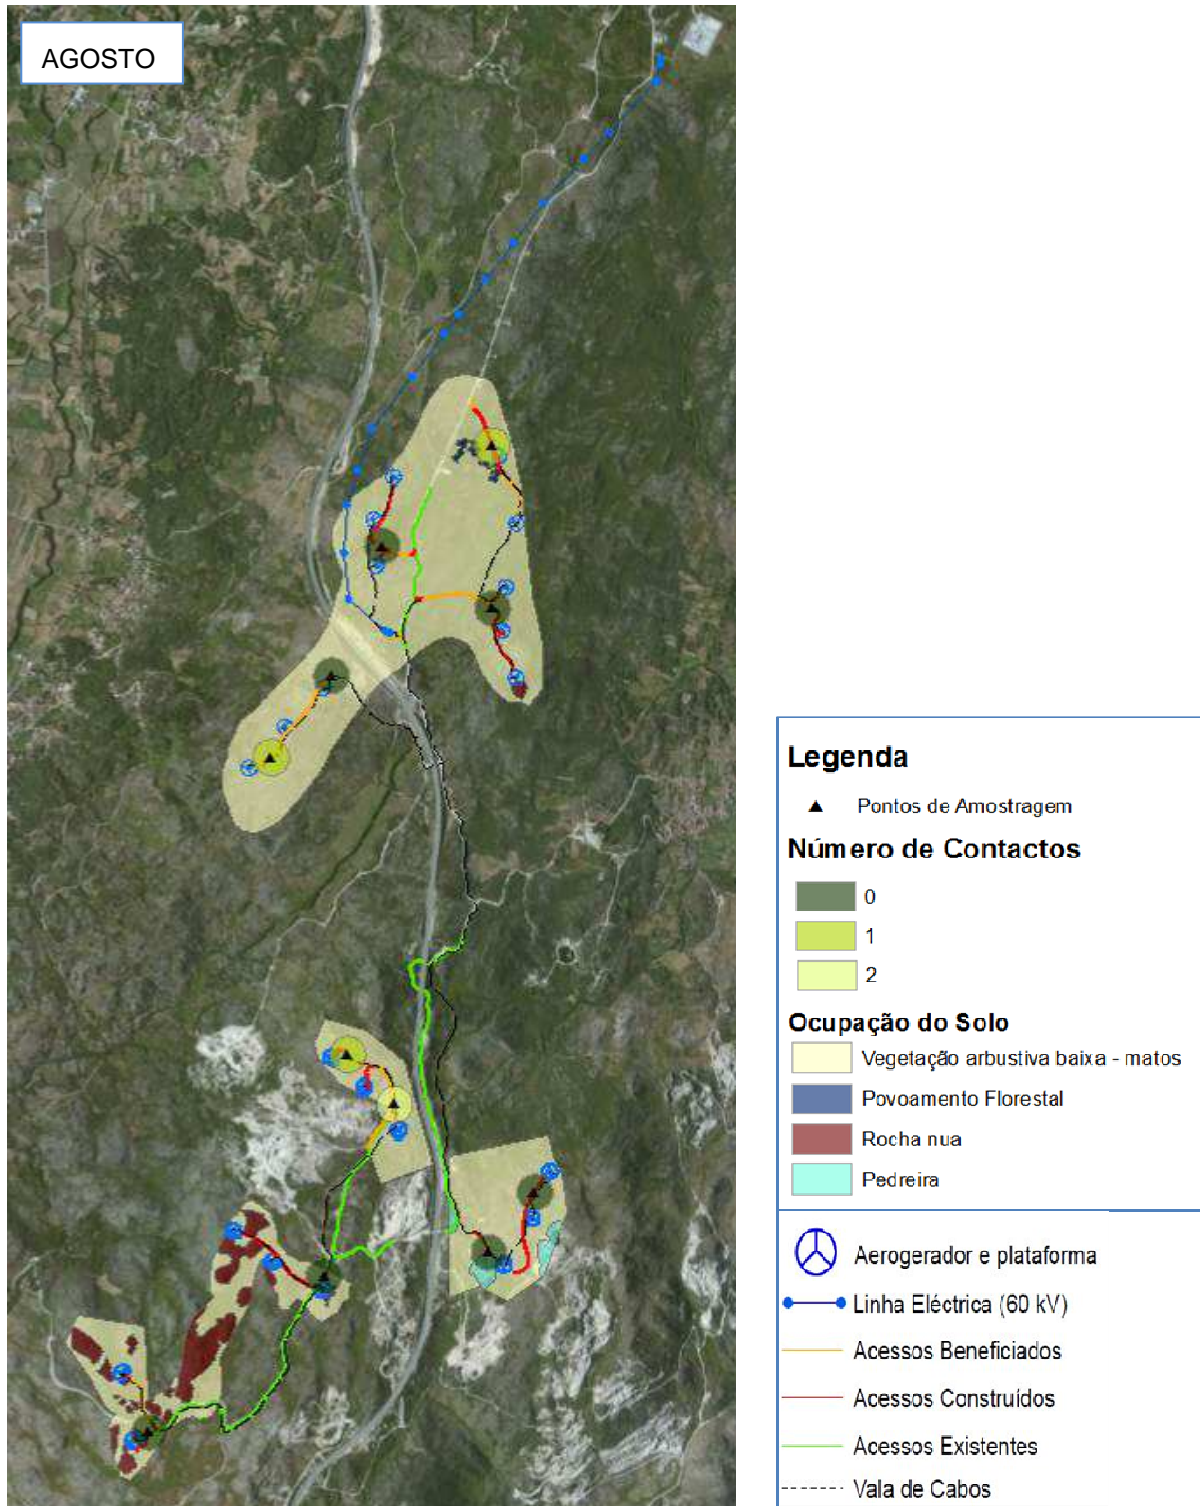 AGOSTO
Legenda
Pontos de Amostragem
Número de Contactos
0
1
2
Ocupação do Solo
Vegetação arbustiva baixa - matos
Povoamento Florestal
Rocha nua
Pedreira
Aerogerador e plataforma
Linha Eléctrica (60 kV)
Acessos Beneficiados
Acessos Construídos
Acessos Existentes
Vala de Cabos